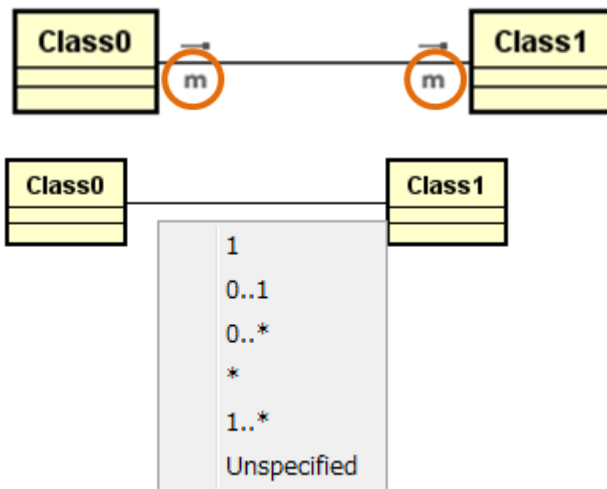 Class0 Class1
m m
Class0 Class1
1
0..1
0..*
*
1..*
Unspecified